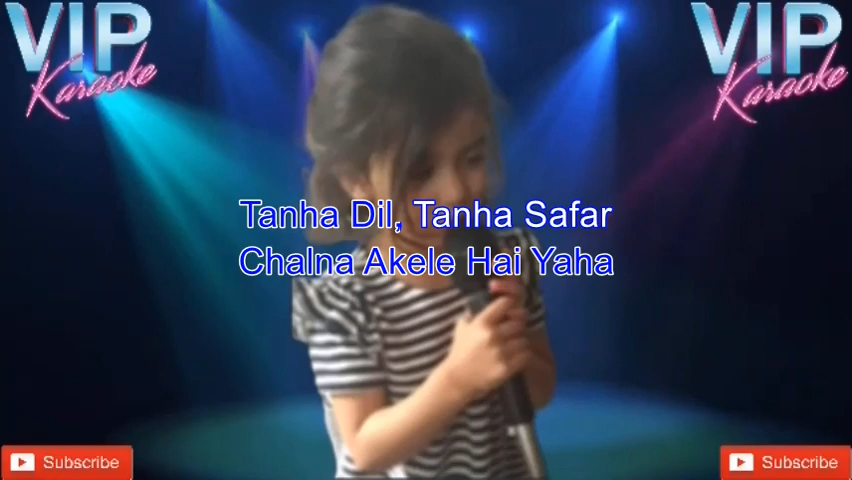 VIP
Karaoke
VIP
Karaoke
Tanha Dil, Tanha Safar
Chalna Akele Hai Yaha
Subscribe
Subscribe